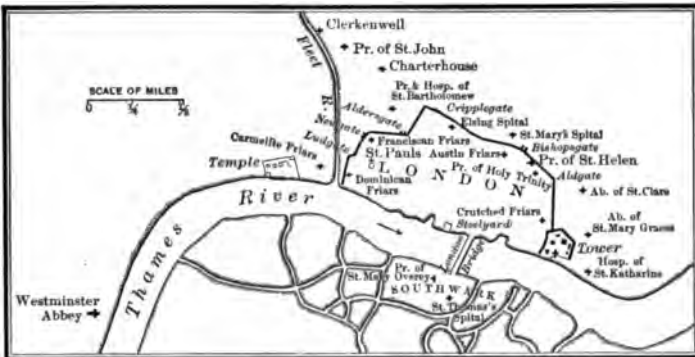 Clerkenwell
Fleet R.
Pr. of St. John
Charterhouse
SCALE OF MILES
0 ¼ ½
Pr. & Hosp. of
St. Bartholomew
Aldersgate
Cripplegate
Elsing Spital
Newgate
St. Mary's Spital
Ludgate
Franciscan Friars
Bishopsgate
Carmelite Friars
St. Pauls
Austin Friars
Pr. of St. Helen
Temple
LONDON
Pr. of Holy Trinity
Aldgate
Dominican
Friars
Ab. of St. Clare
River
Crutched Friars
Steelyard
Ab. of
St. Mary Graces
London
Bridge
Tower
Thames
Pr. of
St. Mary Overey
Hosp. of
St. Katharine
SOUTHWARK
St. Thomas's
Spital
Westminster
Abbey